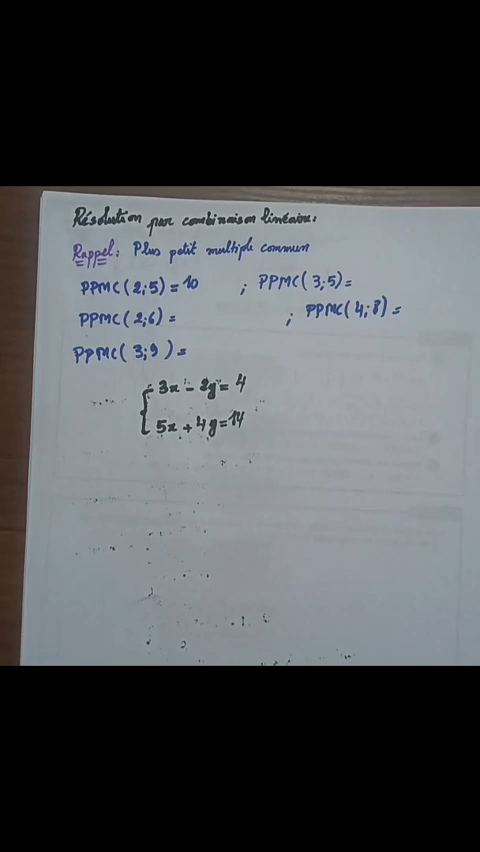 Résolution par combinaison linéaire:
Rappel: Plus petit multiple commun
PPMC(2;5)=10 ; PPMC(3;5)=
PPMC(2;6)= ; PPMC(4;8)=
PPMC(3;9)=
3x-2y=4
5x+4y=14